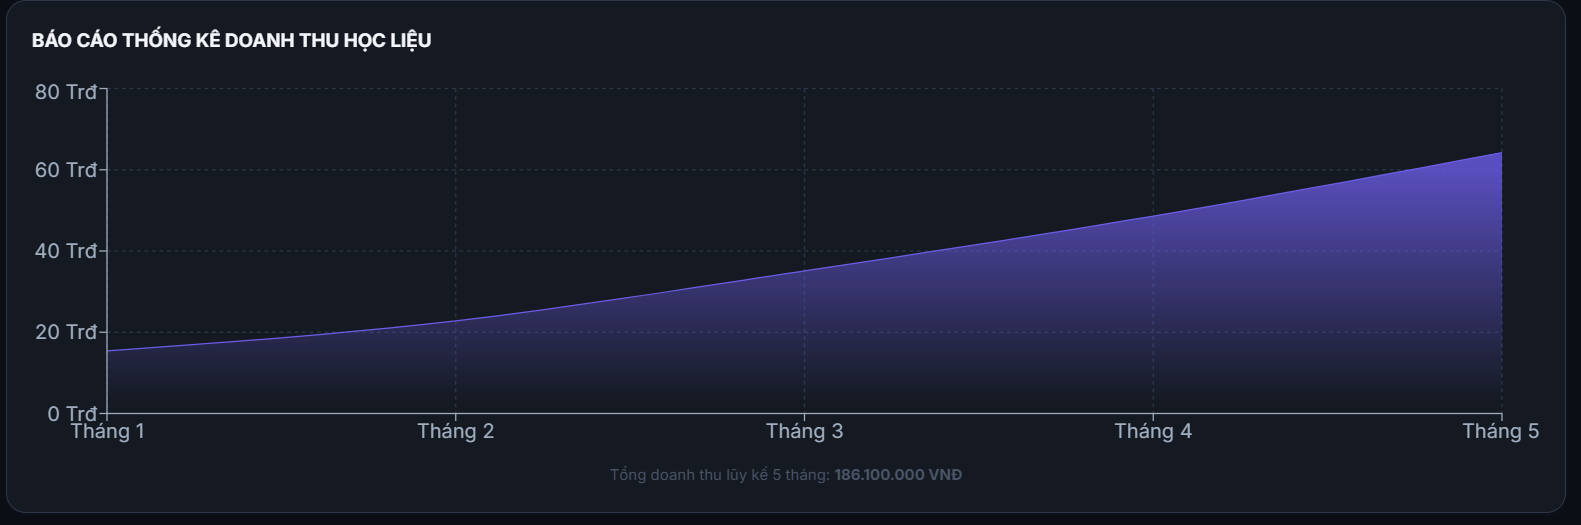 BÁO CÁO THỐNG KÊ DOANH THU HỌC LIỆU
80 Trđ
60 Trđ
40 Trđ
20 Trđ
0 Trđ
Tháng 1 Tháng 2 Tháng 3 Tháng 4 Tháng 5
Tổng doanh thu lũy kế 5 tháng: 186.100.000 VNĐ